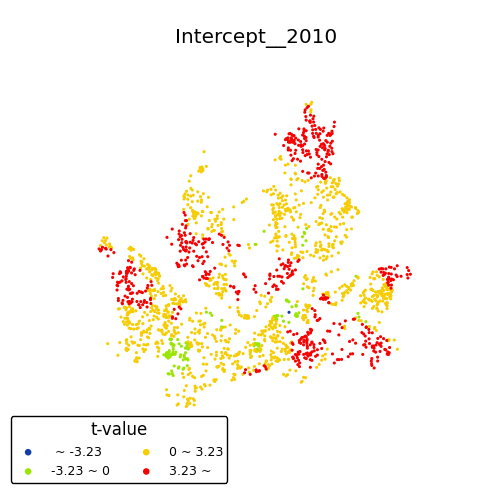 Intercept__2010
t-value
~ -3.23
0 ~ 3.23
-3.23 ~ 0
3.23 ~